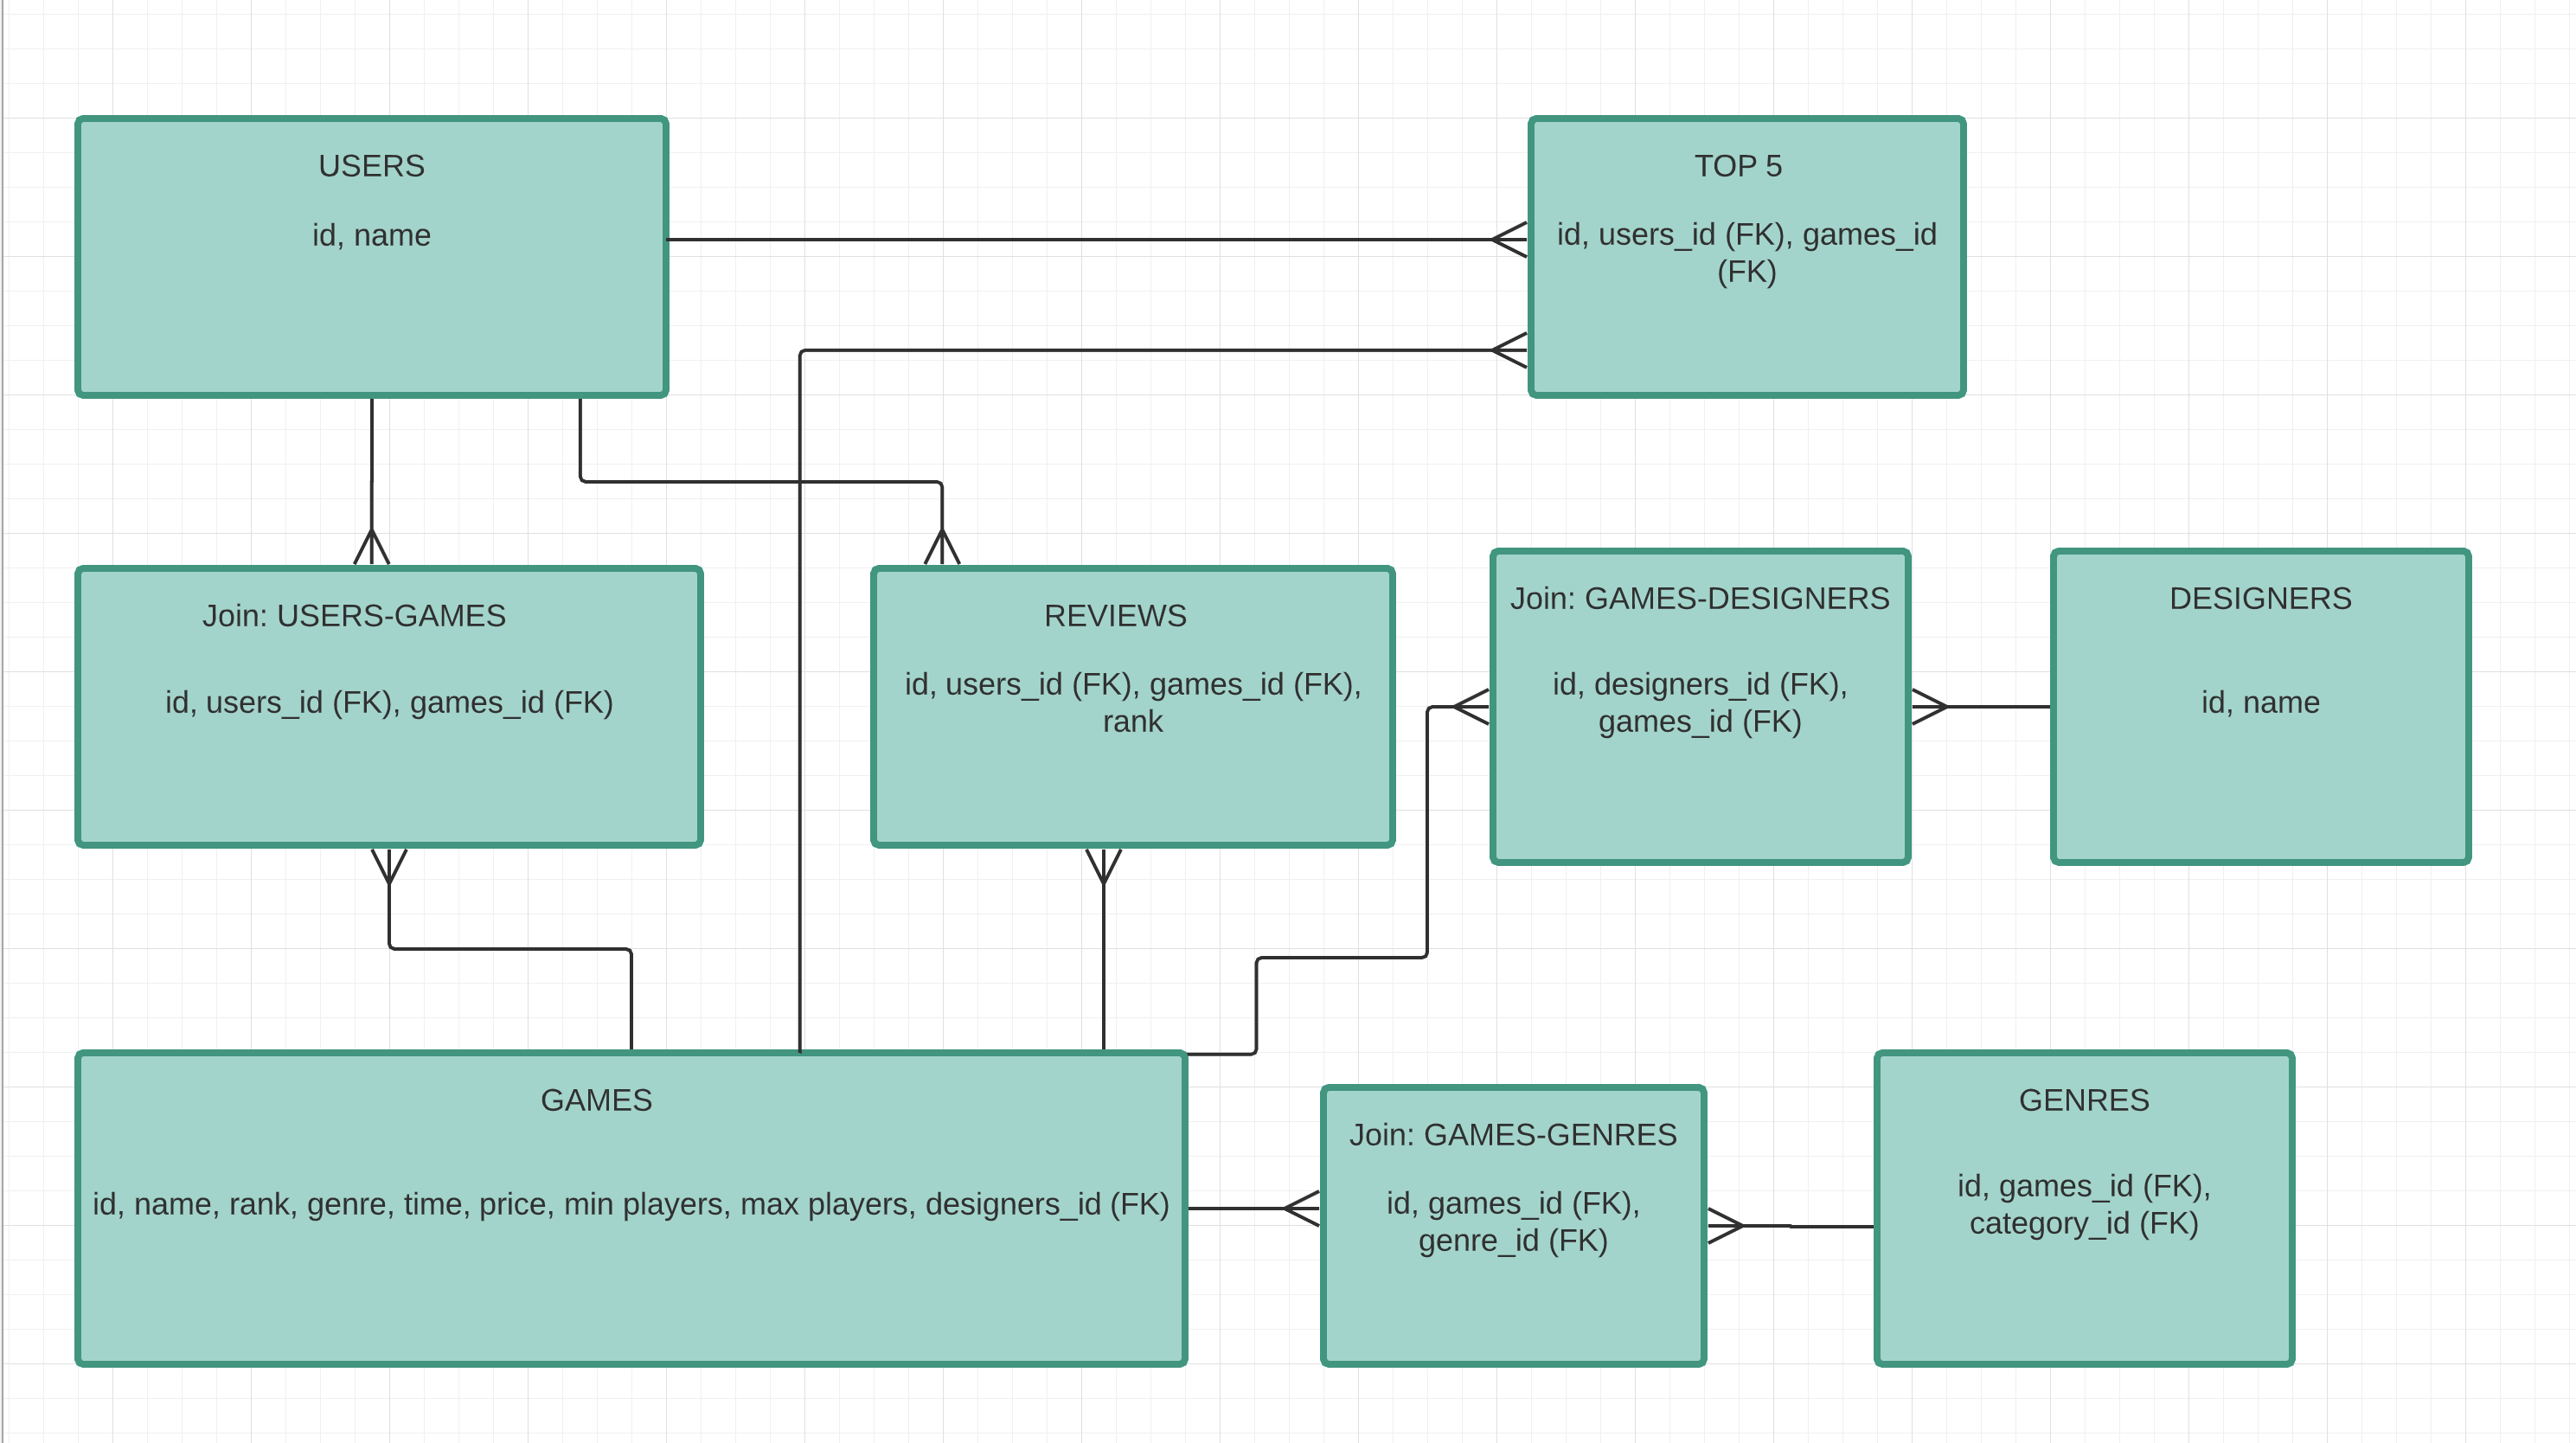 USERS
id, name
TOP 5
id, users_id (FK), games_id
(FK)
Join: USERS-GAMES
id, users_id (FK), games_id (FK)
REVIEWS
id, users_id (FK), games_id (FK),
rank
Join: GAMES-DESIGNERS
id, designers_id (FK),
games_id (FK)
DESIGNERS
id, name
GAMES
id, name, rank, genre, time, price, min players, max players, designers_id (FK)
Join: GAMES-GENRES
id, games_id (FK),
genre_id (FK)
GENRES
id, games_id (FK),
category_id (FK)